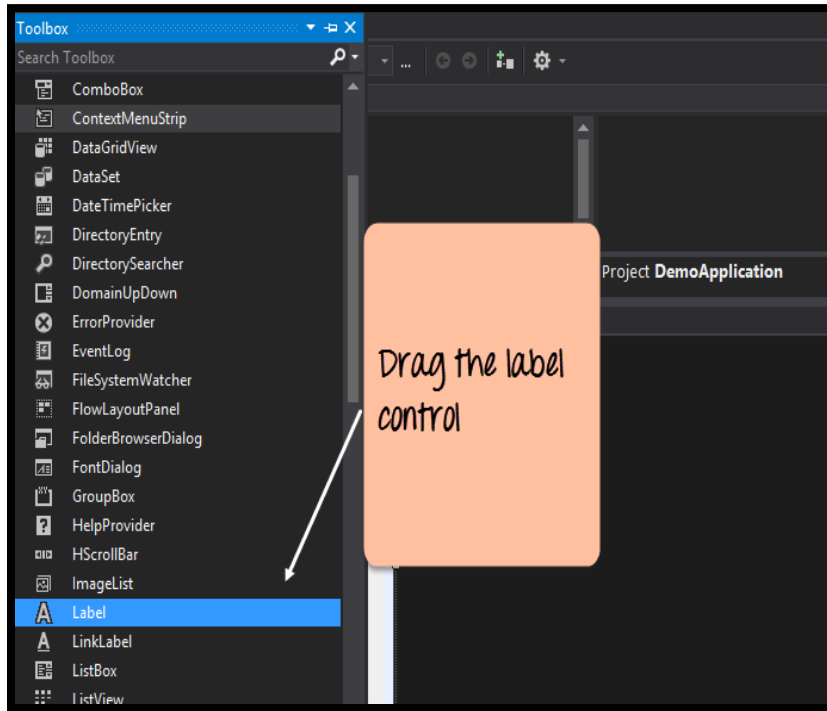 Toolbox
Search Toolbox
ComboBox
ContextMenuStrip
DataGridView
DataSet
DateTimePicker
DirectoryEntry
DirectorySearcher
DomainUpDown
ErrorProvider
EventLog
FileSystemWatcher
FlowLayoutPanel
FolderBrowserDialog
FontDialog
GroupBox
HelpProvider
HScrollBar
ImageList
Label
LinkLabel
ListBox
ListView
...
Project DemoApplication
Drag the label
control